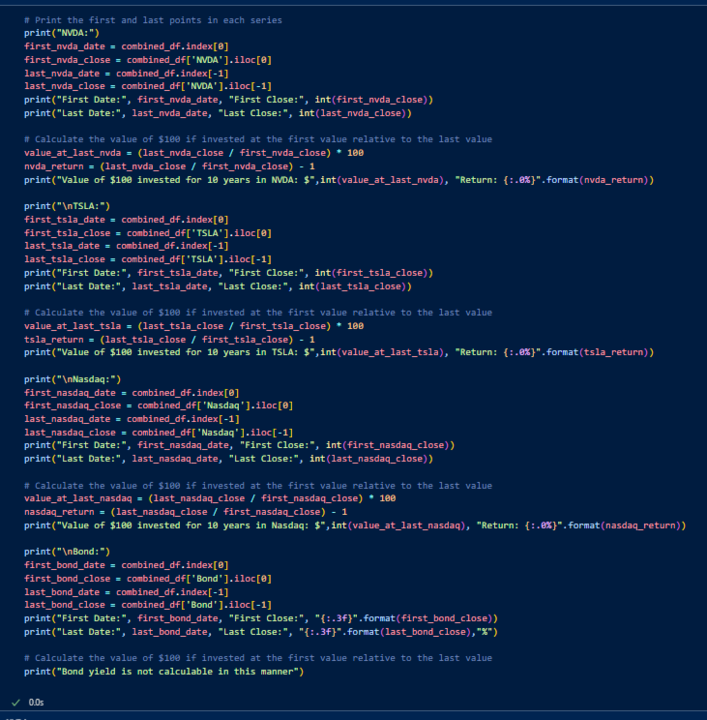 # Print the first and last points in each series
print("NVDA:")
first_nvda_date = combined_df.index[0]
first_nvda_close = combined_df['NVDA'].iloc[0]
last_nvda_date = combined_df.index[-1]
last_nvda_close = combined_df['NVDA'].iloc[-1]
print("First Date:", first_nvda_date, "First Close:", int(first_nvda_close))
print("Last Date:", last_nvda_date, "Last Close:", int(last_nvda_close))

# Calculate the value of $100 if invested at the first value relative to the last value
value_at_last_nvda = (last_nvda_close / first_nvda_close) * 100
nvda_return = (last_nvda_close / first_nvda_close) - 1
print("Value of $100 invested for 10 years in NVDA: $",int(value_at_last_nvda), "Return: {:.0%}".format(nvda_return))

print("\nTSLA:")
first_tsla_date = combined_df.index[0]
first_tsla_close = combined_df['TSLA'].iloc[0]
last_tsla_date = combined_df.index[-1]
last_tsla_close = combined_df['TSLA'].iloc[-1]
print("First Date:", first_tsla_date, "First Close:", int(first_tsla_close))
print("Last Date:", last_tsla_date, "Last Close:", int(last_tsla_close))

# Calculate the value of $100 if invested at the first value relative to the last value
value_at_last_tsla = (last_tsla_close / first_tsla_close) * 100
tsla_return = (last_tsla_close / first_tsla_close) - 1
print("Value of $100 invested for 10 years in TSLA: $",int(value_at_last_tsla), "Return: {:.0%}".format(tsla_return))

print("\nNasdaq:")
first_nasdaq_date = combined_df.index[0]
first_nasdaq_close = combined_df['Nasdaq'].iloc[0]
last_nasdaq_date = combined_df.index[-1]
last_nasdaq_close = combined_df['Nasdaq'].iloc[-1]
print("First Date:", first_nasdaq_date, "First Close:", int(first_nasdaq_close))
print("Last Date:", last_nasdaq_date, "Last Close:", int(last_nasdaq_close))

# Calculate the value of $100 if invested at the first value relative to the last value
value_at_last_nasdaq = (last_nasdaq_close / first_nasdaq_close) * 100
nasdaq_return = (last_nasdaq_close / first_nasdaq_close) - 1
print("Value of $100 invested for 10 years in Nasdaq: $",int(value_at_last_nasdaq), "Return: {:.0%}".format(nasdaq_return))

print("\nBond:")
first_bond_date = combined_df.index[0]
first_bond_close = combined_df['Bond'].iloc[0]
last_bond_date = combined_df.index[-1]
last_bond_close = combined_df['Bond'].iloc[-1]
print("First Date:", first_bond_date, "First Close:", "{:.3f}".format(first_bond_close))
print("Last Date:", last_bond_date, "Last Close:", "{:.3f}".format(last_bond_close),"%")

# Calculate the value of $100 if invested at the first value relative to the last value
print("Bond yield is not calculable in this manner")
0.0s